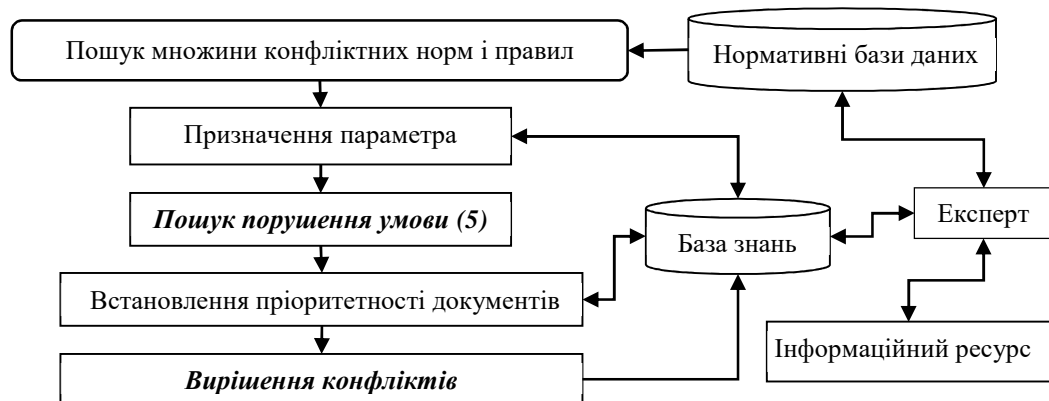 Пошук множини конфліктних норм і правил
Нормативні бази даних
Призначення параметра
Пошук порушення умови (5)
База знань
Експерт
Встановлення пріоритетності документів
Інформаційний ресурс
Вирішення конфліктів